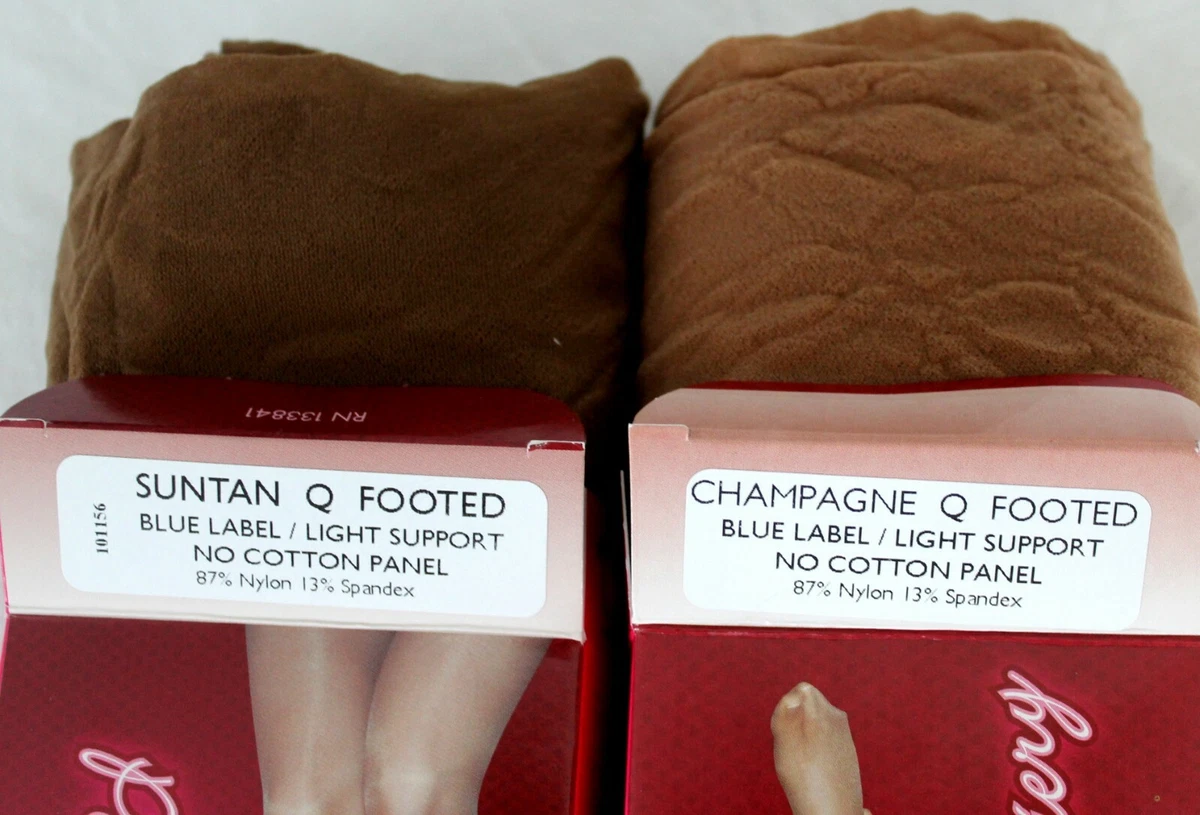 RN 133841
SUNTAN Q FOOTED
BLUE LABEL / LIGHT SUPPORT
NO COTTON PANEL
87% Nylon 13% Spandex
101156
CHAMPAGNE Q FOOTED
BLUE LABEL / LIGHT SUPPORT
NO COTTON PANEL
87% Nylon 13% Spandex